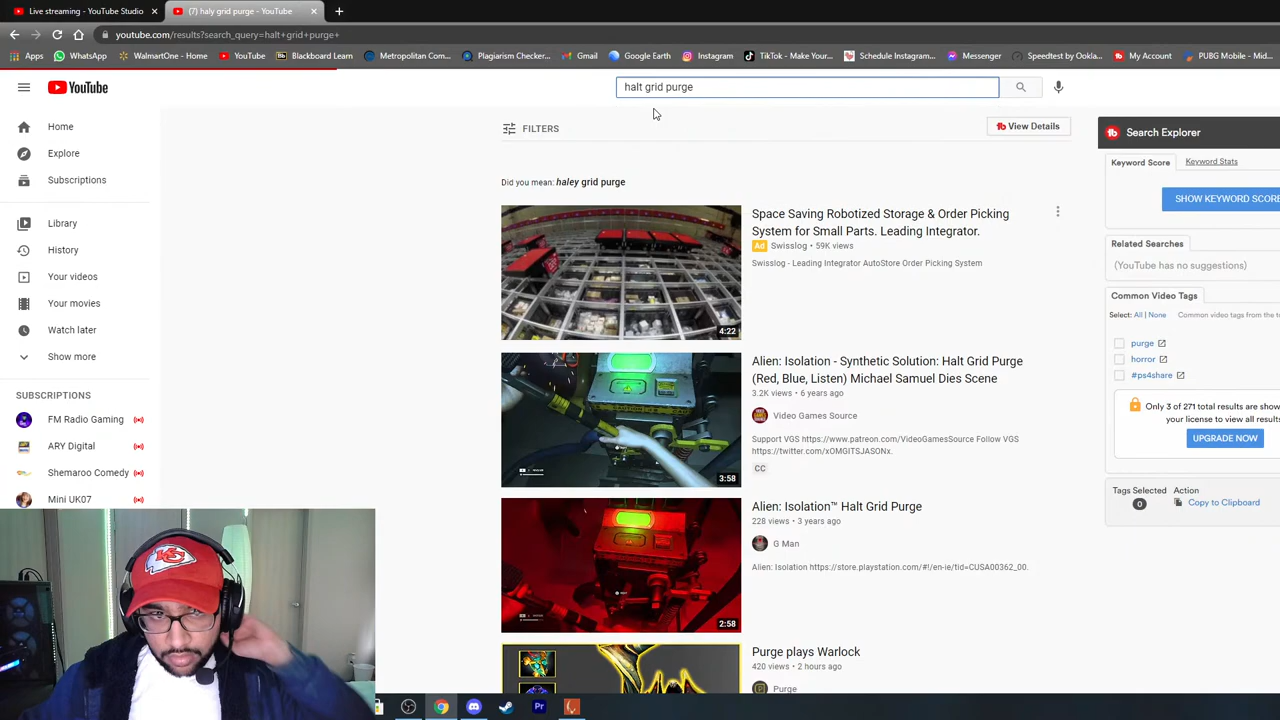 Live streaming - YouTube Studio
(7) haly grid purge - YouTube
youtube.com/results?search_query=halt+grid+purge+
Apps
WhatsApp
WalmartOne - Home
YouTube
Blackboard Learn
Metropolitan Com...
Plagiarism Checker...
Gmail
Google Earth
Instagram
TikTok - Make Your...
Schedule Instagram...
Messenger
Speedtest by Ookla...
My Account
PUBG Mobile - Mid...
YouTube
halt grid purge
Home
Explore
Subscriptions
Library
History
Your videos
Your movies
Watch later
Show more
SUBSCRIPTIONS
FM Radio Gaming
ARY Digital
Shemaroo Comedy
Mini UK07
FILTERS
View Details
Did you mean: haley grid purge
4:22
Space Saving Robotized Storage & Order Picking
System for Small Parts. Leading Integrator.
Ad Swisslog • 59K views
Swisslog - Leading Integrator AutoStore Order Picking System
3:58
Alien: Isolation - Synthetic Solution: Halt Grid Purge
(Red, Blue, Listen) Michael Samuel Dies Scene
3.2K views • 6 years ago
Video Games Source
Support VGS https://www.patreon.com/VideoGamesSource Follow VGS
https://twitter.com/xOMGITSJASONx.
CC
2:58
Alien: Isolation™ Halt Grid Purge
228 views • 3 years ago
G Man
Alien: Isolation https://store.playstation.com/#!/en-ie/tid=CUSA00362_00.
Purge plays Warlock
420 views • 2 hours ago
Purge
Search Explorer
Keyword Score
Keyword Stats
SHOW KEYWORD SCORE
Related Searches
(YouTube has no suggestions)
Common Video Tags
Select: All | None
Common video tags from the to
purge
horror
#ps4share
Only 3 of 271 total results are show
your license to view all results.
UPGRADE NOW
Tags Selected
Action
0
Copy to Clipboard
Pr